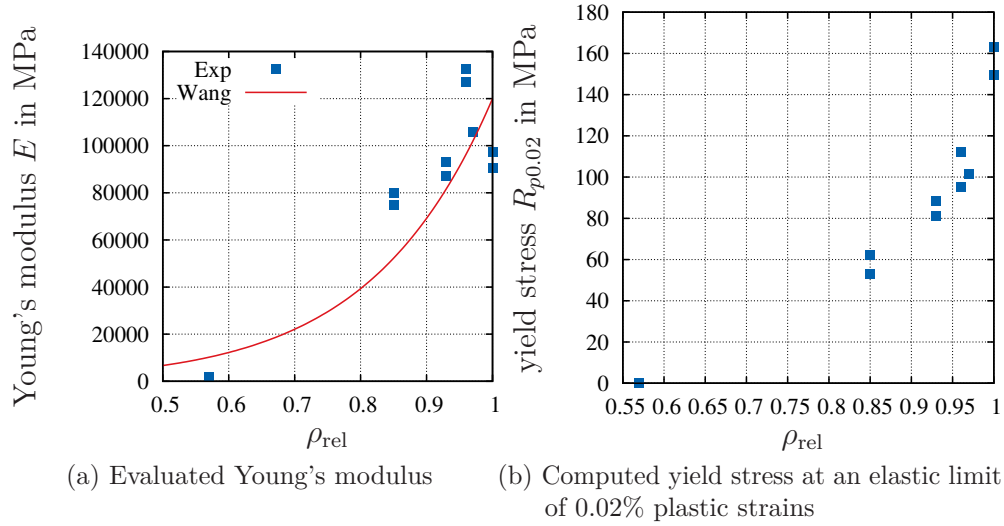 Young's modulus E in MPa
140000
120000
100000
80000
60000
40000
20000
0
Exp
Wang
0.5 0.6 0.7 0.8 0.9 1
ρrel
(a) Evaluated Young's modulus
yield stress Rp0.02 in MPa
180
160
140
120
100
80
60
40
20
0
0.55 0.6 0.65 0.7 0.75 0.8 0.85 0.9 0.95 1
ρrel
(b) Computed yield stress at an elastic limit
of 0.02% plastic strains